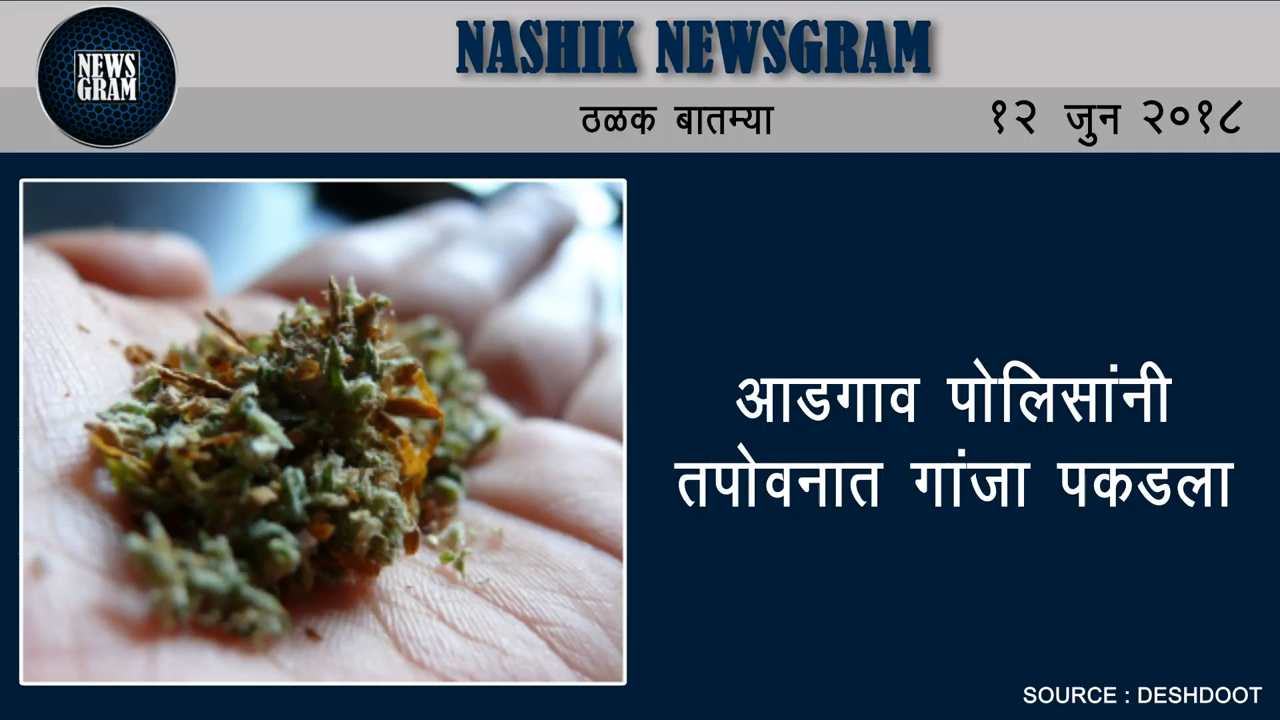 NEWS
GRAM
NASHIK NEWSGRAM
ठळक बातम्या
१२ जुन २०१८
आडगाव पोलिसांनी
तपोवनात गांजा पकडला
SOURCE : DESHDOOT